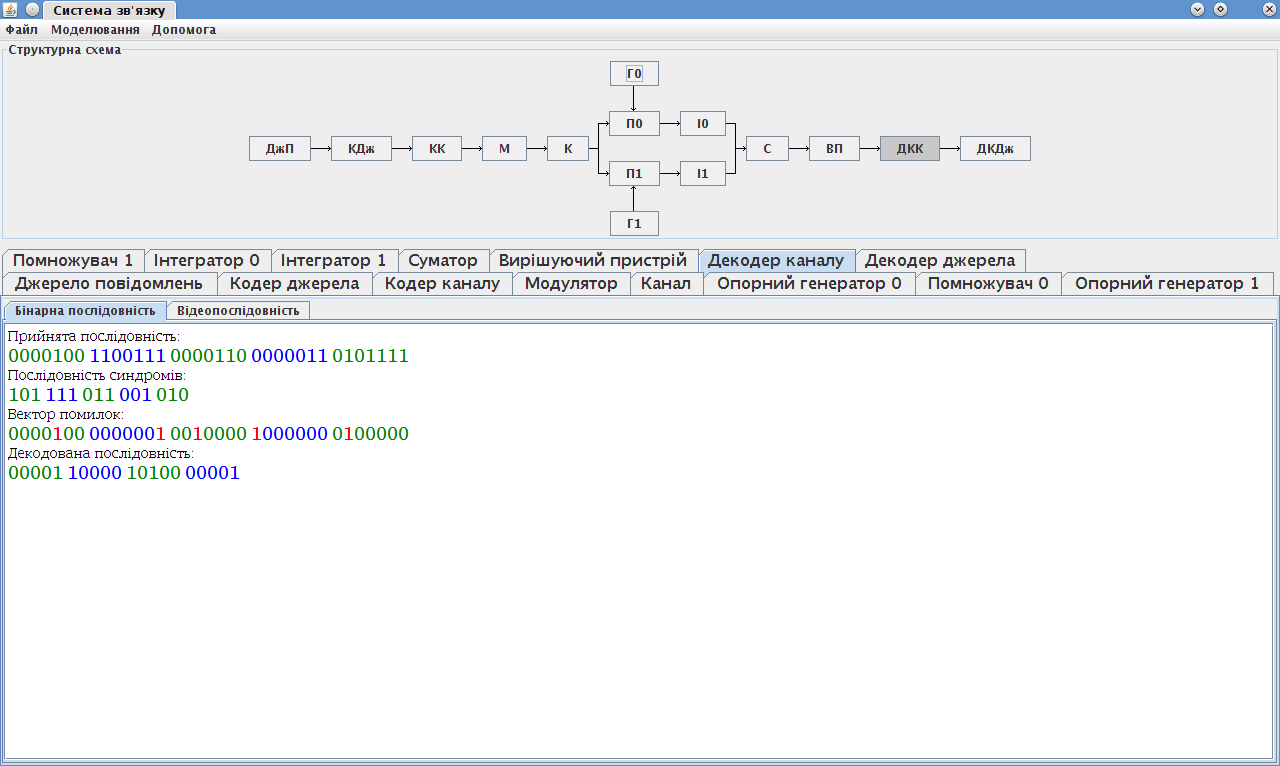 Система зв'язку
Файл Моделювання Допомога
Структурна схема
Г0
П0 І0
ДжП КДж КК М К С ВП ДКК ДКДж
П1 І1
Г1
Помножувач 1 Інтегратор 0 Інтегратор 1 Суматор Вирішуючий пристрій Декодер каналу Декодер джерела
Джерело повідомлень Кодер джерела Кодер каналу Модулятор Канал Опорний генератор 0 Помножувач 0 Опорний генератор 1
Бінарна послідовність Відеопослідовність
Прийнята послідовність:
0000100 1100111 0000110 0000011 0101111
Послідовність синдромів:
101 111 011 001 010
Вектор помилок:
0000100 0000001 0010000 1000000 0100000
Декодована послідовність:
00001 10000 10100 00001